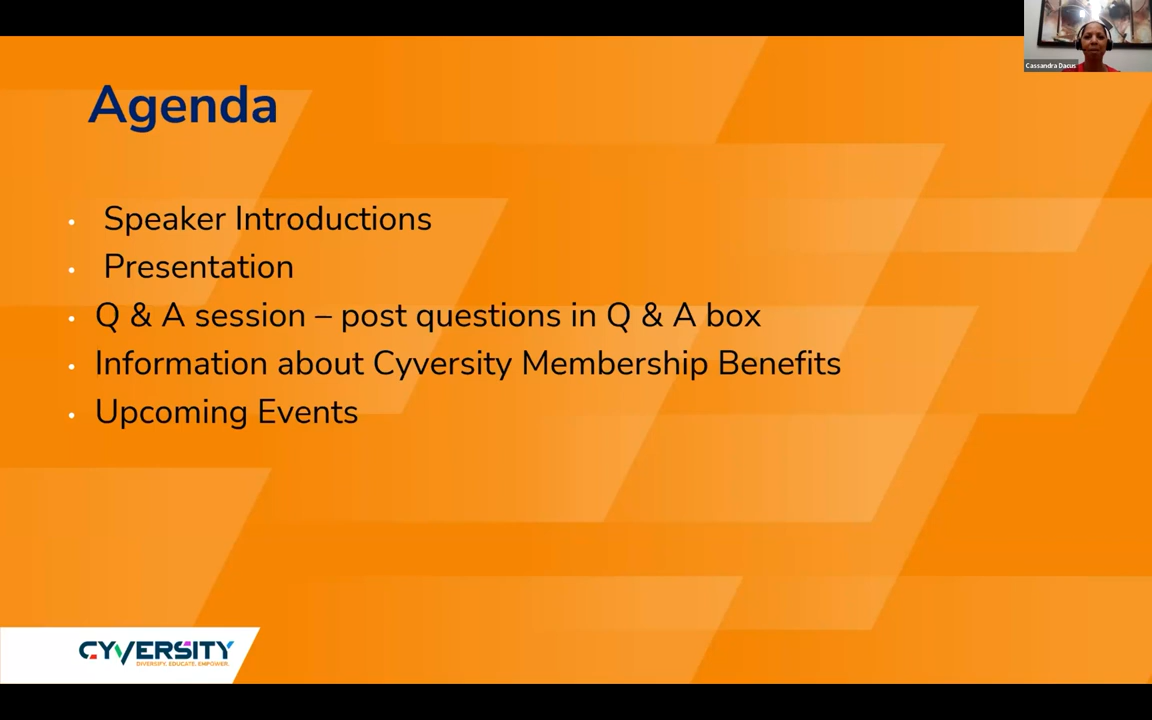 Cassandra Dacus
Agenda
• Speaker Introductions
• Presentation
• Q & A session – post questions in Q & A box
• Information about Cyversity Membership Benefits
• Upcoming Events
CYVERSITY
DIVERSIFY. EDUCATE. EMPOWER.